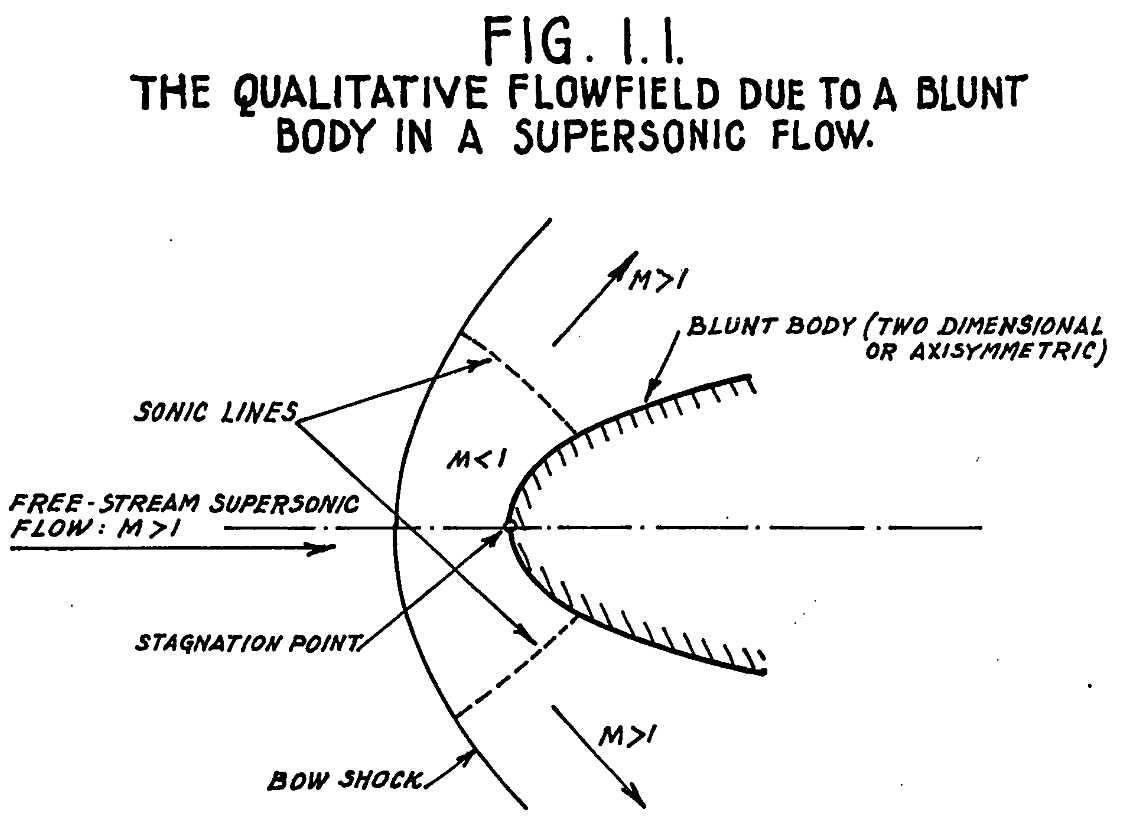 FIG. 1.1.
THE QUALITATIVE FLOWFIELD DUE TO A BLUNT
BODY IN A SUPERSONIC FLOW.
M>1
BLUNT BODY (TWO DIMENSIONAL
OR AXISYMMETRIC)
SONIC LINES
M<1
FREE-STREAM SUPERSONIC
FLOW: M>1
STAGNATION POINT
M>1
BOW SHOCK